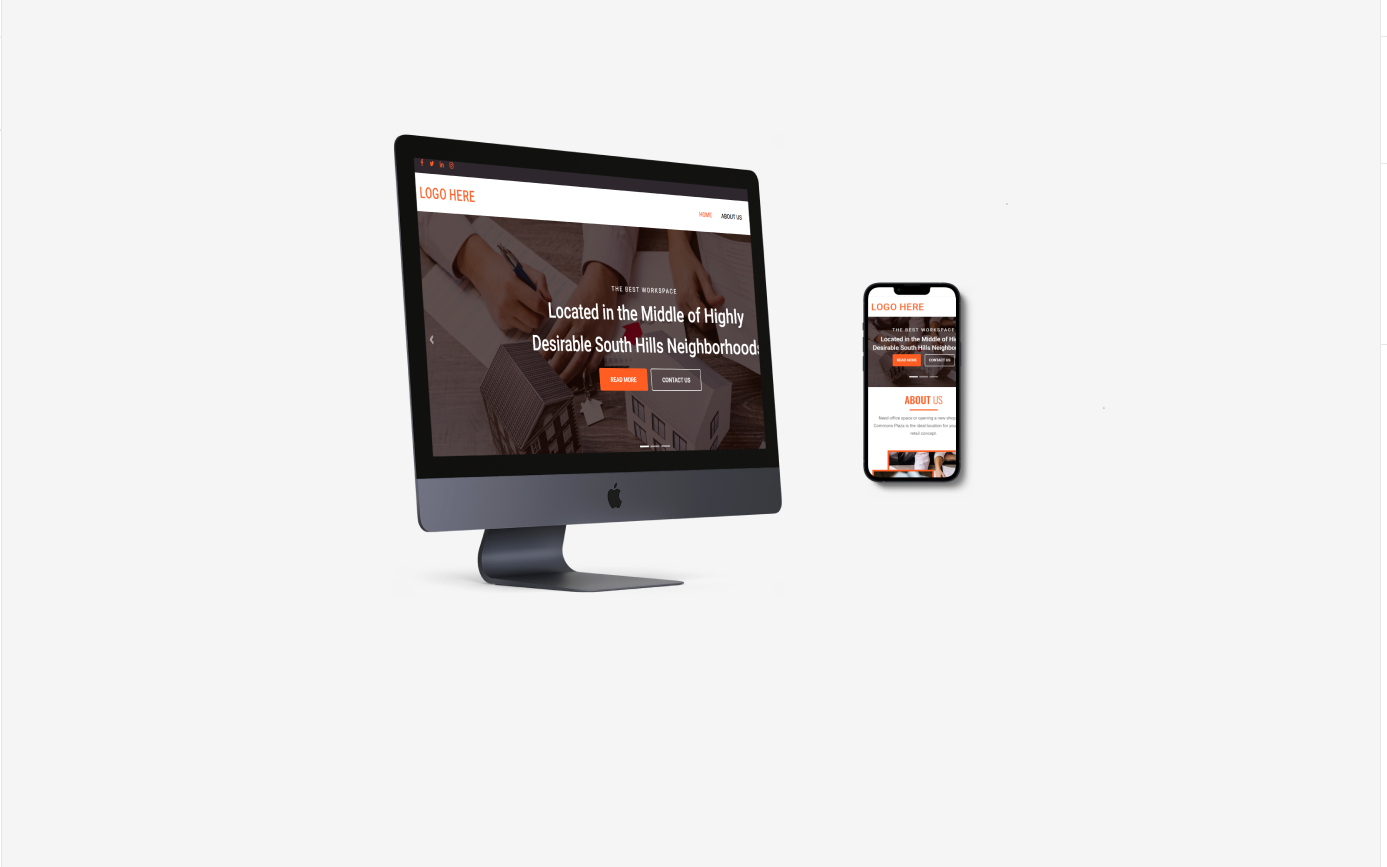 LOGO HERE
HOME ABOUT US
THE BEST WORKSPACE
Located in the Middle of Highly
Desirable South Hills Neighborhoods
READ MORE CONTACT US
LOGO HERE
THE BEST WORKSPACE
Located in the Middle of Hi
Desirable South Hills Neighbor
READ MORE CONTACT US
ABOUT US
Need office space or opening a new shop
Commons Plaza is the ideal location for you
retail concept.